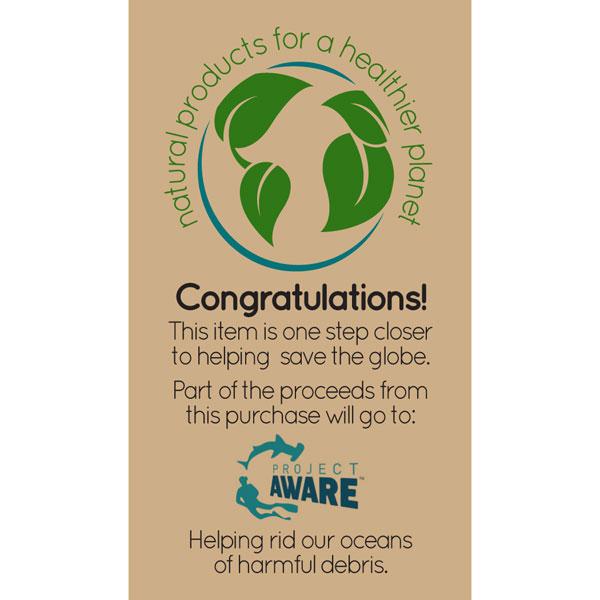 natural products for a healthier planet
Congratulations!
This item is one step closer
to helping save the globe.
Part of the proceeds from
this purchase will go to:
PROJECT
AWARE™
Helping rid our oceans
of harmful debris.